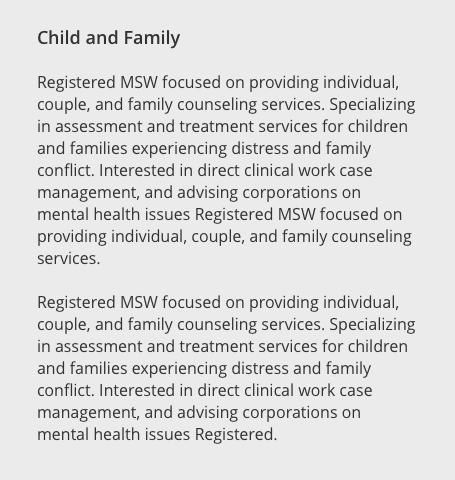 Child and Family
Registered MSW focused on providing individual,
couple, and family counseling services. Specializing
in assessment and treatment services for children
and families experiencing distress and family
conflict. Interested in direct clinical work case
management, and advising corporations on
mental health issues Registered MSW focused on
providing individual, couple, and family counseling
services.
Registered MSW focused on providing individual,
couple, and family counseling services. Specializing
in assessment and treatment services for children
and families experiencing distress and family
conflict. Interested in direct clinical work case
management, and advising corporations on
mental health issues Registered.